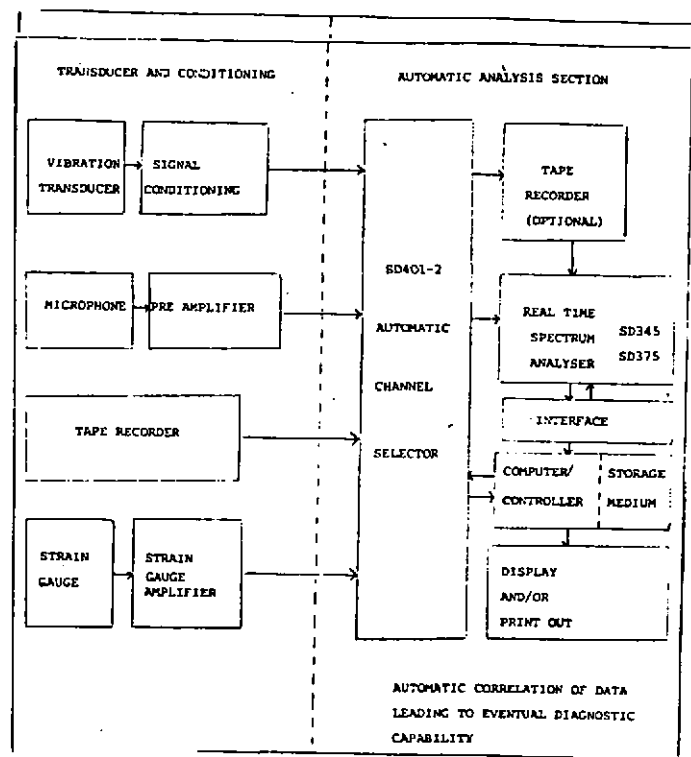 TRANSDUCER AND CONDITIONING
VIBRATION
TRANSDUCER
SIGNAL
CONDITIONING
MICROPHONE
PRE AMPLIFIER
TAPE RECORDER
STRAIN
GAUGE
STRAIN
GAUGE
AMPLIFIER
AUTOMATIC ANALYSIS SECTION
SD401-2
AUTOMATIC
CHANNEL
SELECTOR
TAPE
RECORDER
(OPTIONAL)
REAL TIME
SPECTRUM
ANALYSER
SD345
SD375
INTERFACE
COMPUTER/
CONTROLLER
STORAGE
MEDIUM
DISPLAY
AND/OR
PRINT OUT
AUTOMATIC CORRELATION OF DATA
LEADING TO EVENTUAL DIAGNOSTIC
CAPABILITY